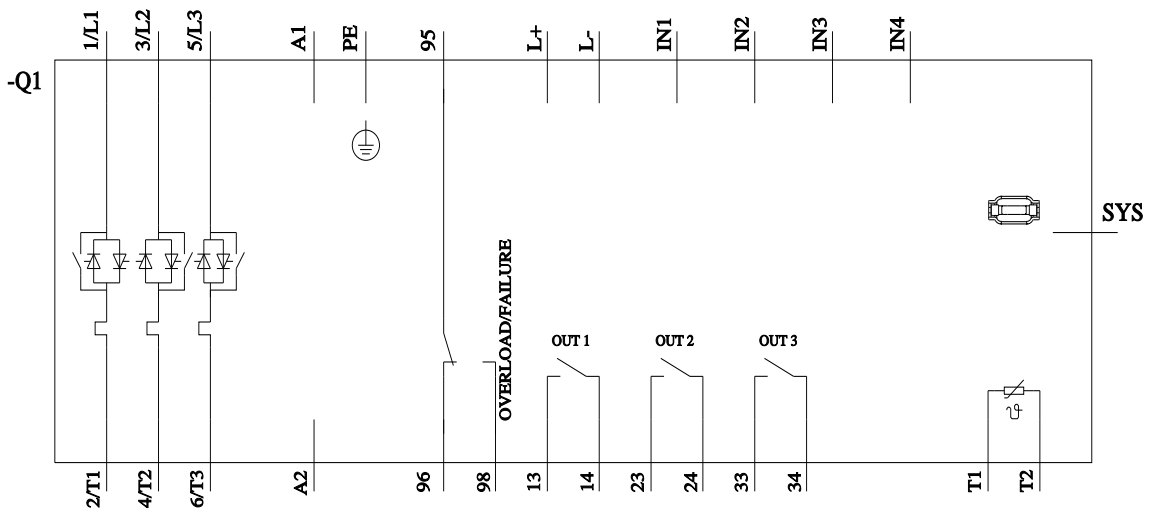 1/L1
3/L2
5/L3
A1
PE
95
L+
L-
IN1
IN2
IN3
IN4
-Q1
SYS
OVERLOAD/FAILURE
OUT 1
OUT 2
OUT 3
ϑ
2/T1
4/T2
6/T3
A2
96
98
13
14
23
24
33
34
T1
T2